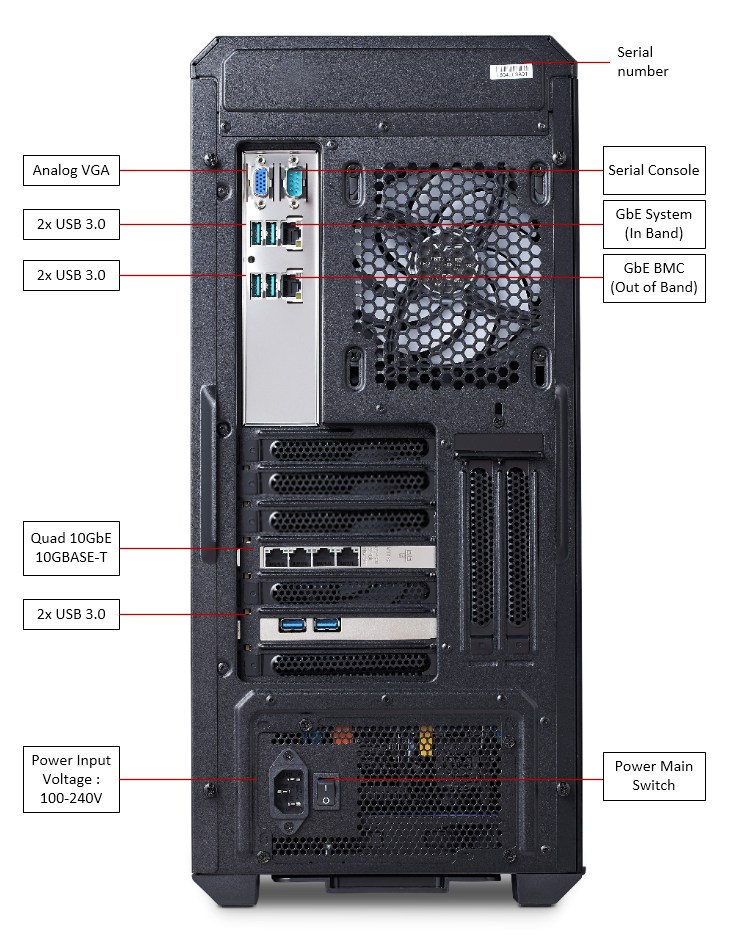 Serial
number
Analog VGA
Serial Console
2x USB 3.0
GbE System
(In Band)
2x USB 3.0
GbE BMC
(Out of Band)
Quad 10GbE
10GBASE-T
2x USB 3.0
Power Input
Voltage :
100-240V
Power Main
Switch